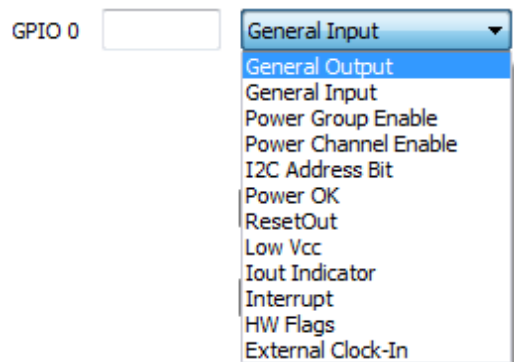 GPIO 0 General Input
General Output
General Input
Power Group Enable
Power Channel Enable
I2C Address Bit
Power OK
ResetOut
Low Vcc
Iout Indicator
Interrupt
HW Flags
External Clock-In